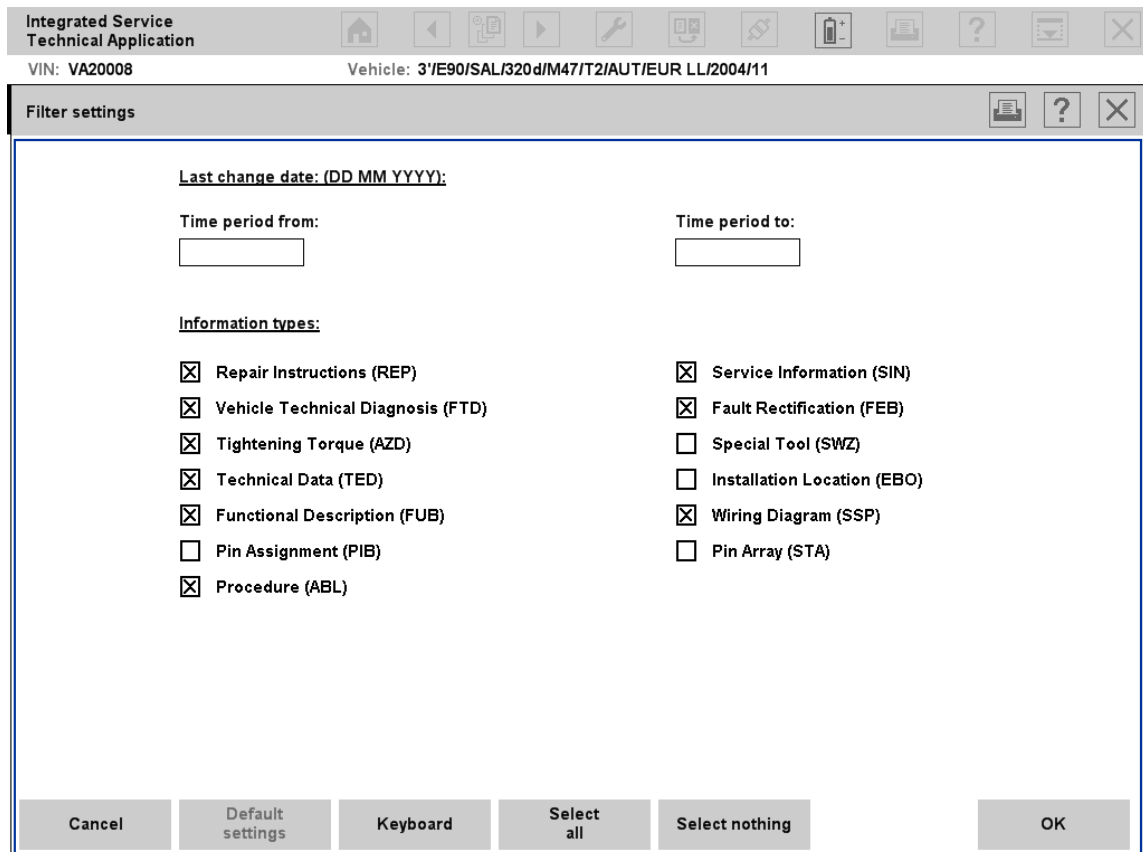 Integrated Service
Technical Application
VIN: VA20008
Vehicle: 3'/E90/SAL/320d/M47/T2/AUT/EUR LL/2004/11
Filter settings
?
Last change date: (DD MM YYYY):
Time period from:
Time period to:
Information types:
Repair Instructions (REP)
Service Information (SIN)
Vehicle Technical Diagnosis (FTD)
Fault Rectification (FEB)
Tightening Torque (AZD)
Special Tool (SWZ)
Technical Data (TED)
Installation Location (EBO)
Functional Description (FUB)
Wiring Diagram (SSP)
Pin Assignment (PIB)
Pin Array (STA)
Procedure (ABL)
Cancel
Default
settings
Keyboard
Select
all
Select nothing
OK